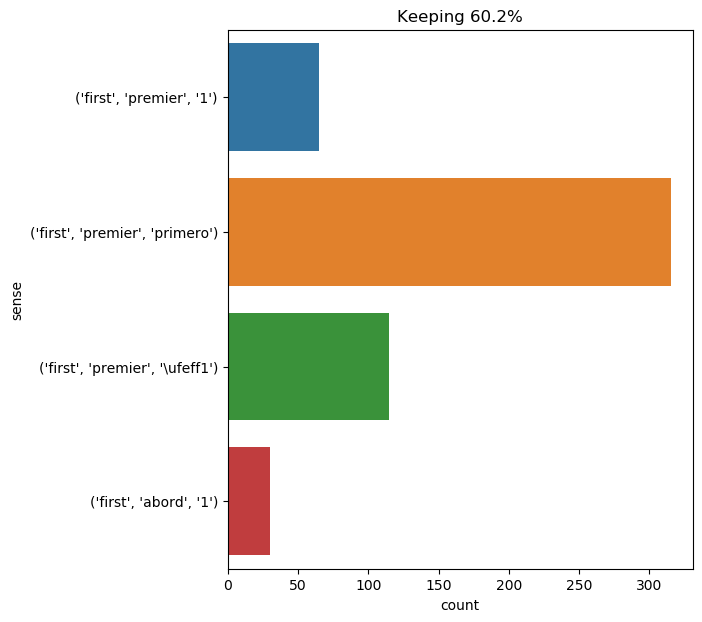 Keeping 60.2%
('first', 'premier', '1')
('first', 'premier', 'primero')
('first', 'premier', '\ufeff1')
('first', 'abord', '1')
sense
0 50 100 150 200 250 300
count